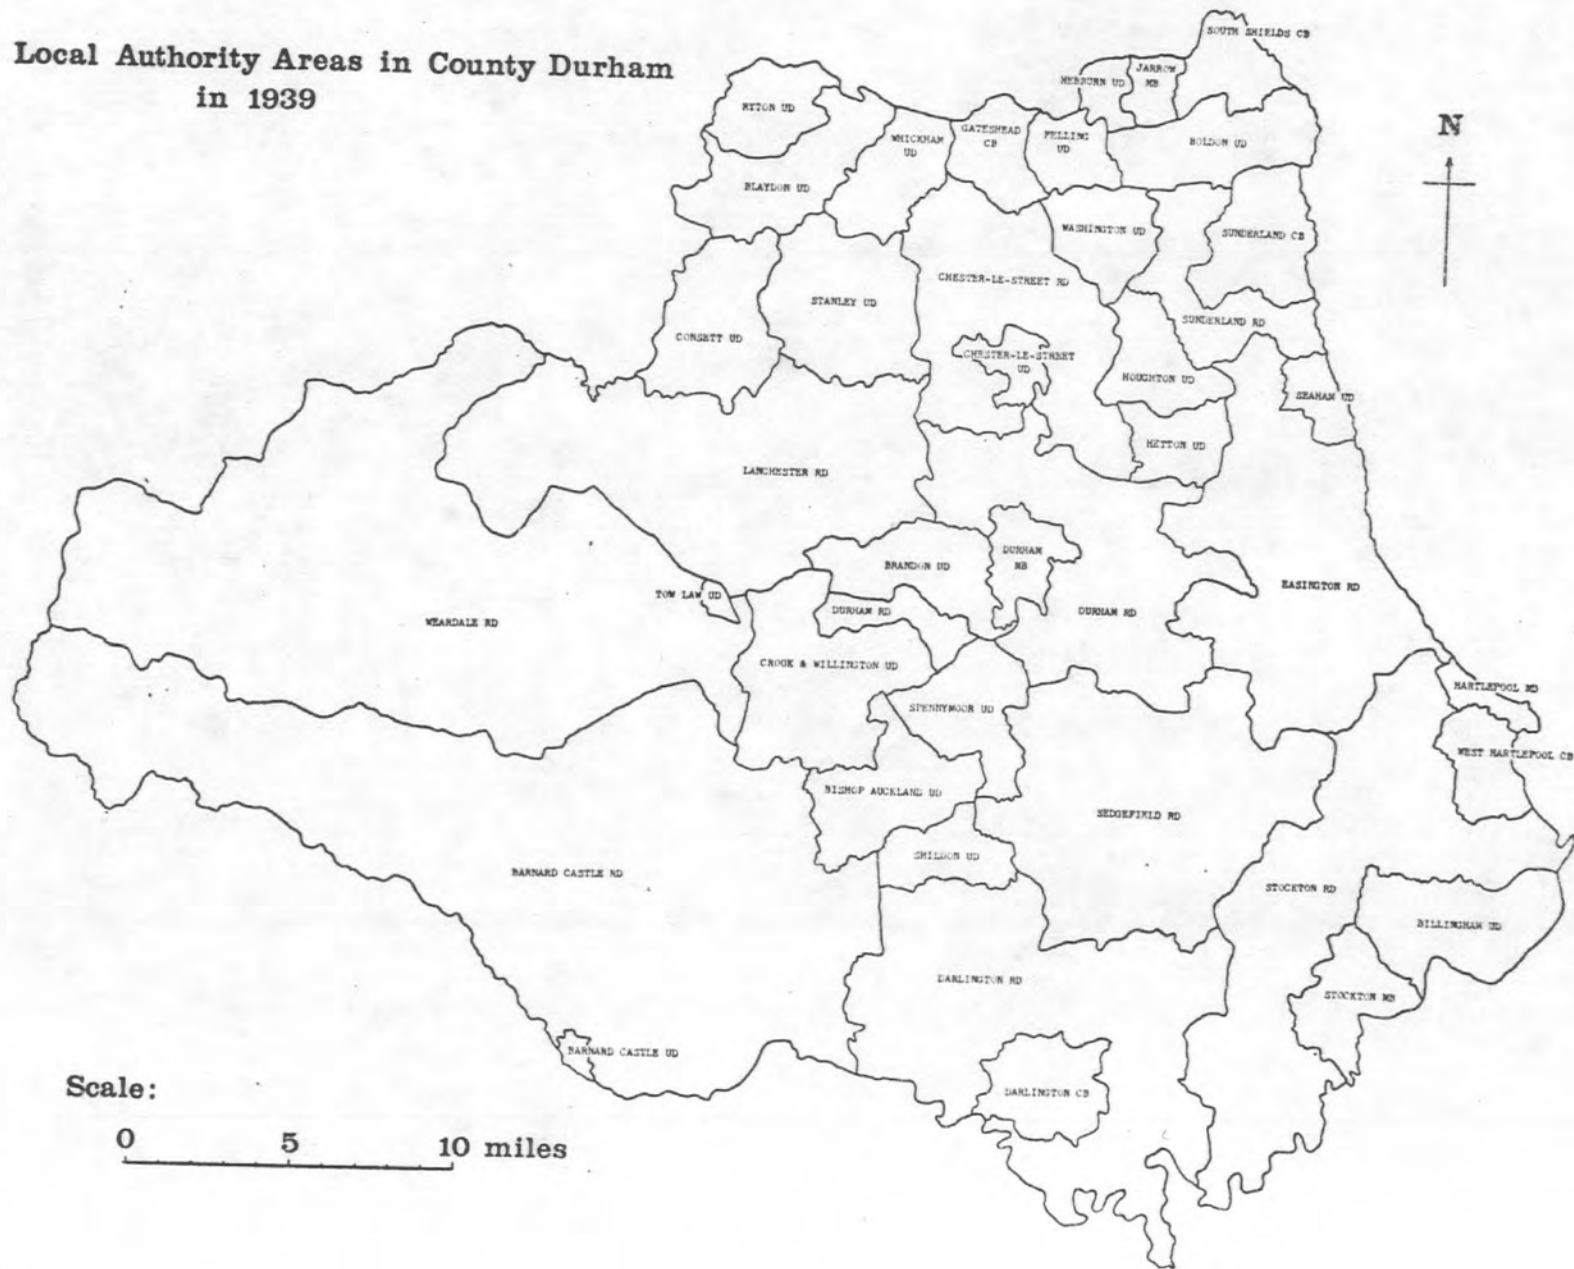 Local Authority Areas in County Durham
in 1939
SOUTH SHIELDS CB
HEBBURN UD
JARROW
MB
RYTON UD
WHICKHAM
UD
GATESHEAD
CB
FELLING
UD
BOLDON UD
N
BLAYDON UD
WASHINGTON UD
SUNDERLAND CB
CHESTER-LE-STREET RD
STANLEY UD
SUNDERLAND RD
CONSETT UD
CHESTER-LE-STREET
UD
HOUGHTON UD
SEAHAM UD
HETTON UD
LANCHESTER RD
BRANDON UD
DURHAM
MB
EASINGTON RD
TOW LAW UD
DURHAM RD
DURHAM RD
WEARDALE RD
CROOK & WILLINGTON UD
HARTLEPOOL MB
SPENNYMOOR UD
WEST HARTLEPOOL CB
BISHOP AUCKLAND UD
SEDGEFIELD RD
SHILDON UD
BARNARD CASTLE RD
STOCKTON RD
BILLINGHAM UD
DARLINGTON RD
STOCKTON MB
BARNARD CASTLE UD
DARLINGTON CB
Scale:
0 5 10 miles